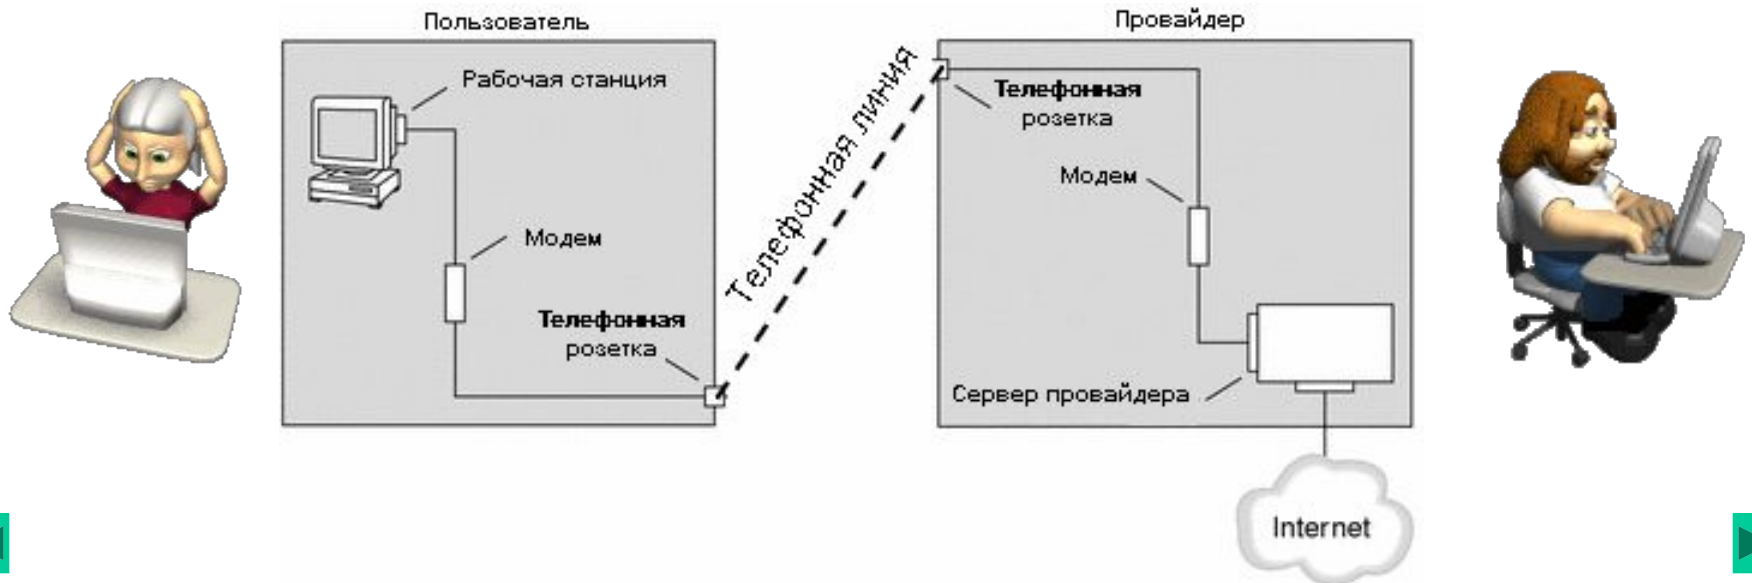 Пользователь
Рабочая станция
Модем
Телефонная
розетка
Телефонная линия
Провайдер
Телефонная
розетка
Модем
Сервер провайдера
Internet